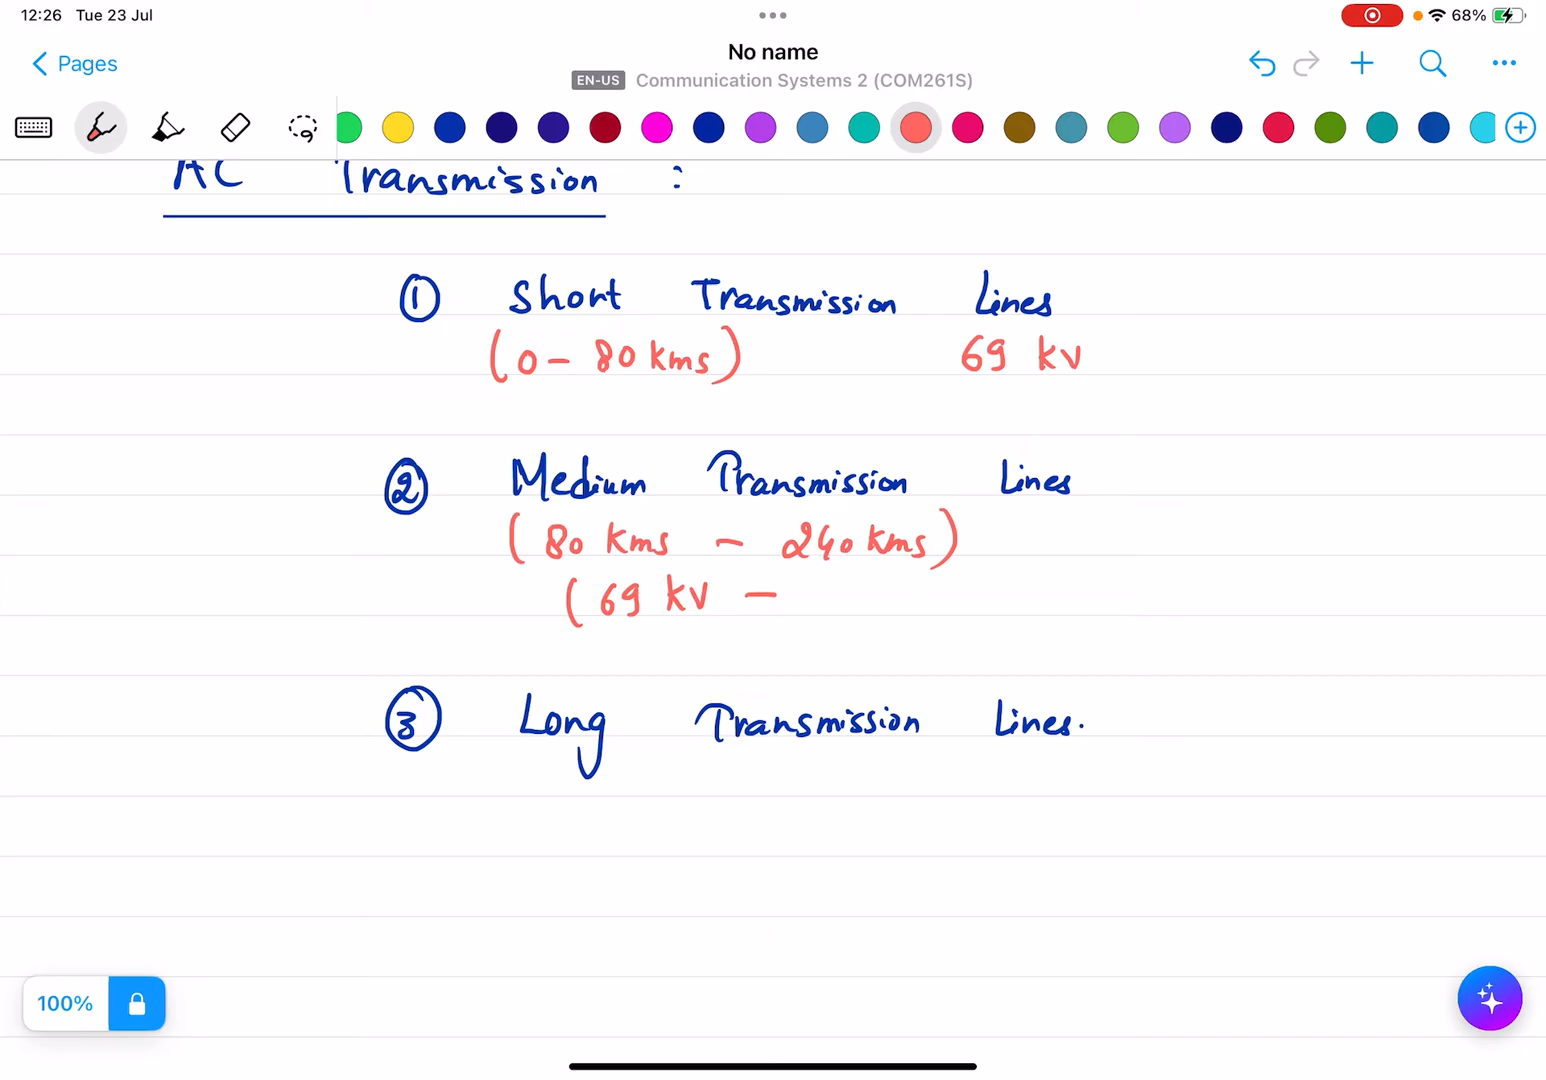 12:26 Tue 23 Jul
68%
Pages
No name
EN-US Communication Systems 2 (COM261S)
AC Transmission :
① Short Transmission Lines
(0 - 80 kms) 69 kv
② Medium Transmission Lines
(80 kms - 240 kms)
(69 kv -
③ Long Transmission Lines.
100%